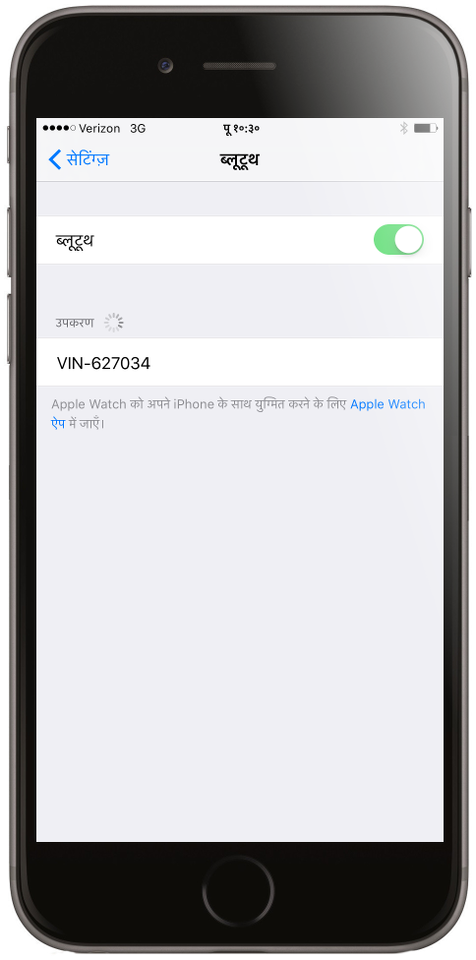 Verizon 3G पू १०:३०
सेटिंग्ज़ ब्लूटूथ
ब्लूटूथ
उपकरण
VIN-627034
Apple Watch को अपने iPhone के साथ युग्मित करने के लिए Apple Watch
ऐप में जाएँ।